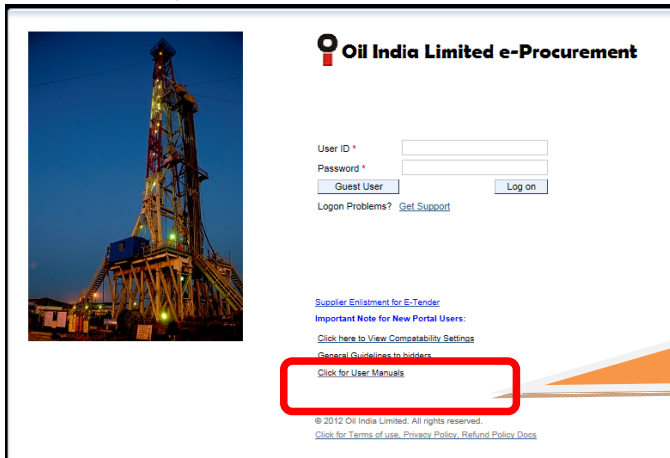 Oil India Limited e-Procurement
User ID *
Password *
Guest User Log on
Logon Problems? Get Support
Supplier Enlistment for E-Tender
Important Note for New Portal Users:
Click here to View Compatability Settings
General Guidelines to bidders
Click for User Manuals
© 2012 Oil India Limited. All rights reserved.
Click for Terms of use, Privacy Policy, Refund Policy Docs